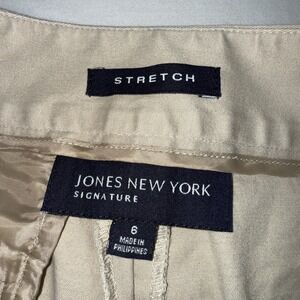 STRETCH
JONES NEW YORK
SIGNATURE
6
MADE IN
PHILIPPINES